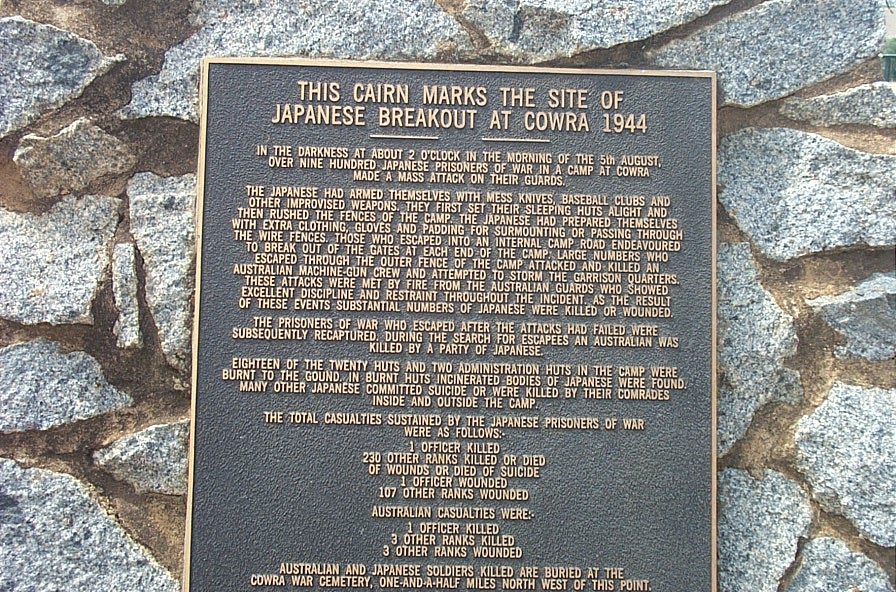 THIS CAIRN MARKS THE SITE OF
JAPANESE BREAKOUT AT COWRA 1944
IN THE DARKNESS AT ABOUT 2 O'CLOCK IN THE MORNING OF THE 5th AUGUST,
OVER NINE HUNDRED JAPANESE PRISONERS OF WAR IN A CAMP AT COWRA
MADE A MASS ATTACK ON THEIR GUARDS.
THE JAPANESE HAD ARMED THEMSELVES WITH MESS KNIVES, BASEBALL CLUBS AND
OTHER IMPROVISED WEAPONS. THEY FIRST SET THEIR SLEEPING HUTS ALIGHT AND
THEN RUSHED THE FENCES OF THE CAMP. THE JAPANESE HAD PREPARED THEMSELVES
WITH EXTRA CLOTHING, GLOVES AND PADDING FOR SURMOUNTING OR PASSING THROUGH
THE WIRE FENCES. THOSE WHO ESCAPED INTO AN INTERNAL CAMP ROAD ENDEAVOURED
TO BREAK OUT OF THE GATES AT EACH END OF THE CAMP; LARGE NUMBERS WHO
ESCAPED THROUGH THE OUTER FENCE OF THE CAMP ATTACKED AND KILLED AN
AUSTRALIAN MACHINE-GUN CREW AND ATTEMPTED TO STORM THE GARRISON QUARTERS.
THESE ATTACKS WERE MET BY FIRE FROM THE AUSTRALIAN GUARDS WHO SHOWED
EXCELLENT DISCIPLINE AND RESTRAINT THROUGHOUT THE INCIDENT. AS THE RESULT
OF THESE EVENTS SUBSTANTIAL NUMBERS OF JAPANESE WERE KILLED OR WOUNDED.
THE PRISONERS OF WAR WHO ESCAPED AFTER THE ATTACKS HAD FAILED WERE
SUBSEQUENTLY RECAPTURED. DURING THE SEARCH FOR ESCAPEES AN AUSTRALIAN WAS
KILLED BY A PARTY OF JAPANESE.
EIGHTEEN OF THE TWENTY HUTS AND TWO ADMINISTRATION HUTS IN THE CAMP WERE
BURNT TO THE GOUND. IN BURNT HUTS INCINERATED BODIES OF JAPANESE WERE FOUND.
MANY OTHER JAPANESE COMMITTED SUICIDE OR WERE KILLED BY THEIR COMRADES
INSIDE AND OUTSIDE THE CAMP.
THE TOTAL CASUALTIES SUSTAINED BY THE JAPANESE PRISONERS OF WAR
WERE AS FOLLOWS:-
1 OFFICER KILLED
230 OTHER RANKS KILLED OR DIED
OF WOUNDS OR DIED OF SUICIDE
1 OFFICER WOUNDED
107 OTHER RANKS WOUNDED
AUSTRALIAN CASUALTIES WERE:-
1 OFFICER KILLED
3 OTHER RANKS KILLED
3 OTHER RANKS WOUNDED
AUSTRALIAN AND JAPANESE SOLDIERS KILLED ARE BURIED AT THE
COWRA WAR CEMETERY, ONE-AND-A-HALF MILES NORTH WEST OF THIS POINT.